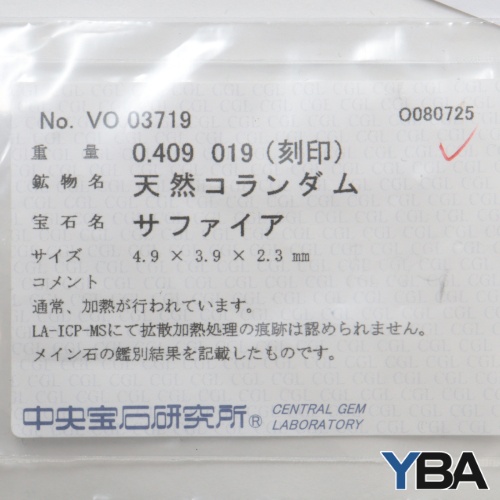 No. VO 03719 O080725
重量 0.409 019 (刻印)
鉱物名 天然コランダム
宝石名 サファイア
サイズ 4.9 × 3.9 × 2.3 mm
コメント
通常、加熱が行われています。
LA-ICP-MSにて拡散加熱処理の痕跡は認められません。
メイン石の鑑別結果を記載したものです。
中央宝石研究所® CENTRAL GEM
LABORATORY
YBA